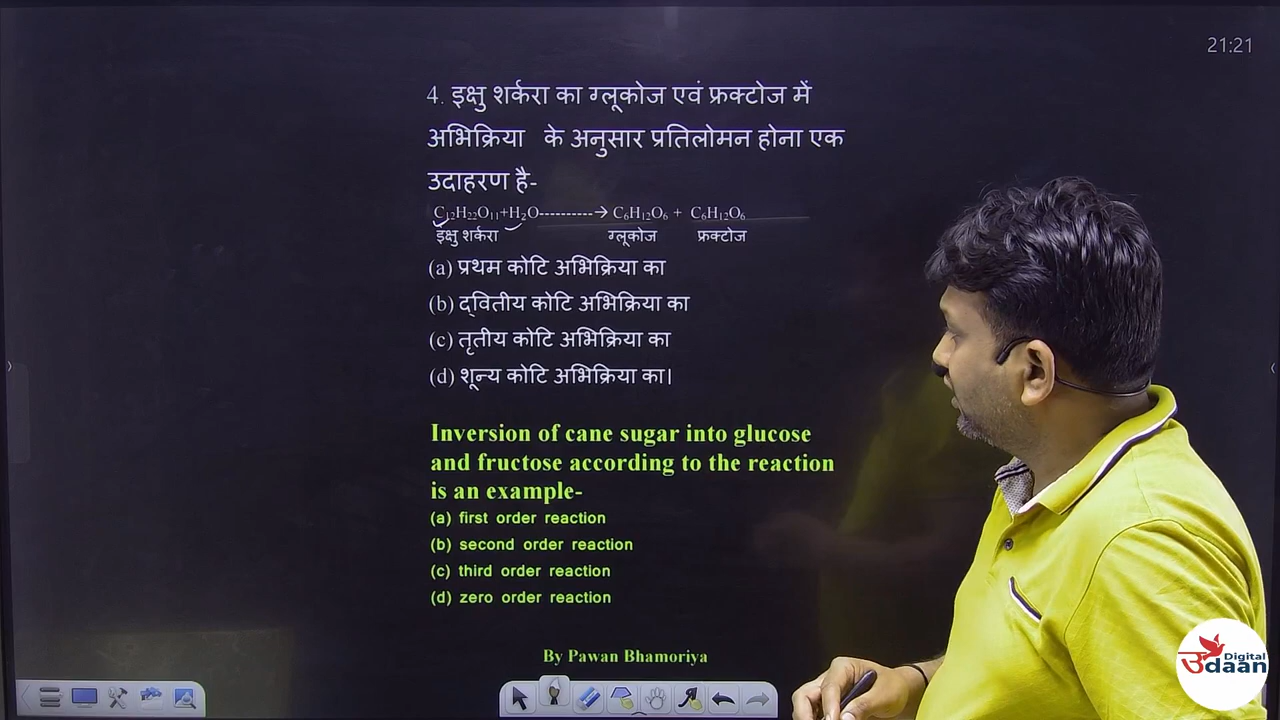 21:21
4. इक्षु शर्करा का ग्लूकोज एवं फ्रक्टोज में
अभिक्रिया के अनुसार प्रतिलोमन होना एक
उदाहरण है-
C₁₂H₂₂O₁₁+H₂O----------→ C₆H₁₂O₆ + C₆H₁₂O₆
ईक्षु शर्करा ग्लूकोज फ्रक्टोज
(a) प्रथम कोटि अभिक्रिया का
(b) द्वितीय कोटि अभिक्रिया का
(c) तृतीय कोटि अभिक्रिया का
(d) शून्य कोटि अभिक्रिया का।
Inversion of cane sugar into glucose
and fructose according to the reaction
is an example-
(a) first order reaction
(b) second order reaction
(c) third order reaction
(d) zero order reaction
By Pawan Bhamoriya
Digital
उdaan